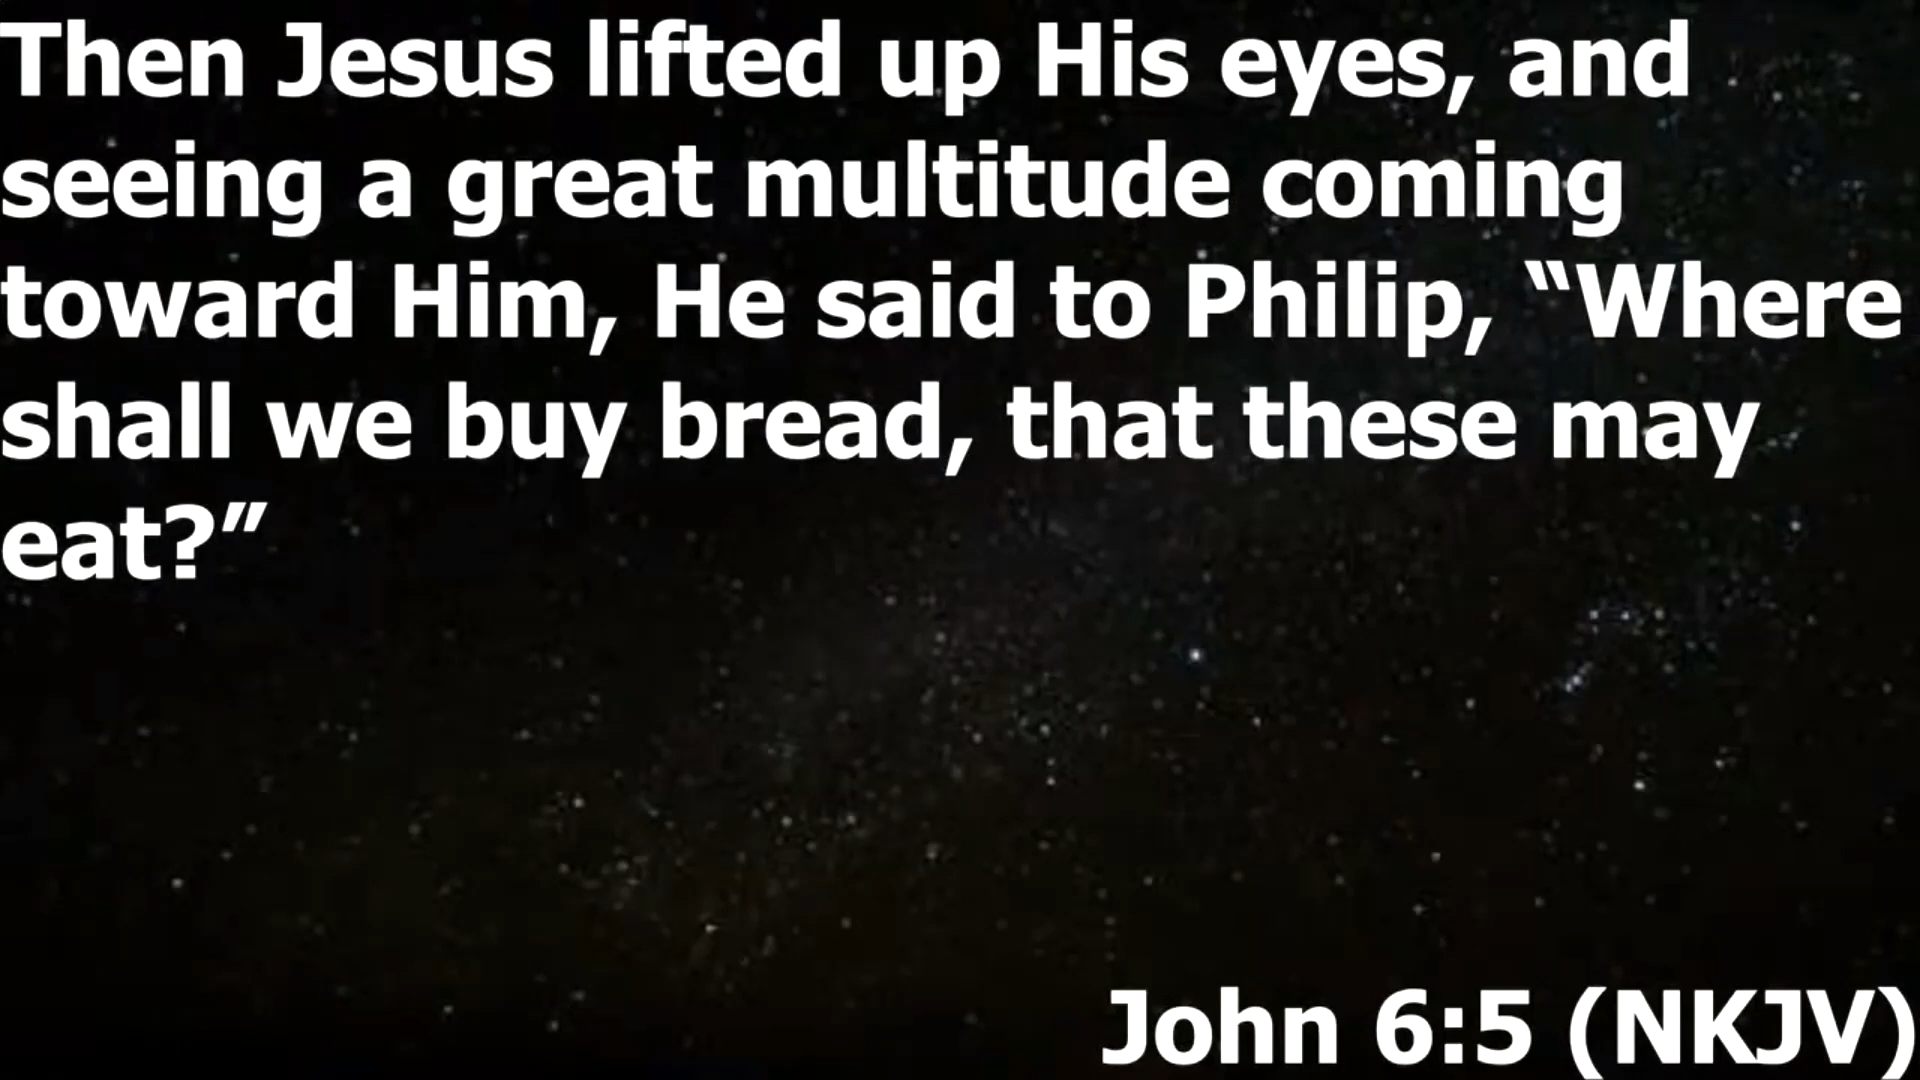 Then Jesus lifted up His eyes, and
seeing a great multitude coming
toward Him, He said to Philip, “Where
shall we buy bread, that these may
eat?”
John 6:5 (NKJV)